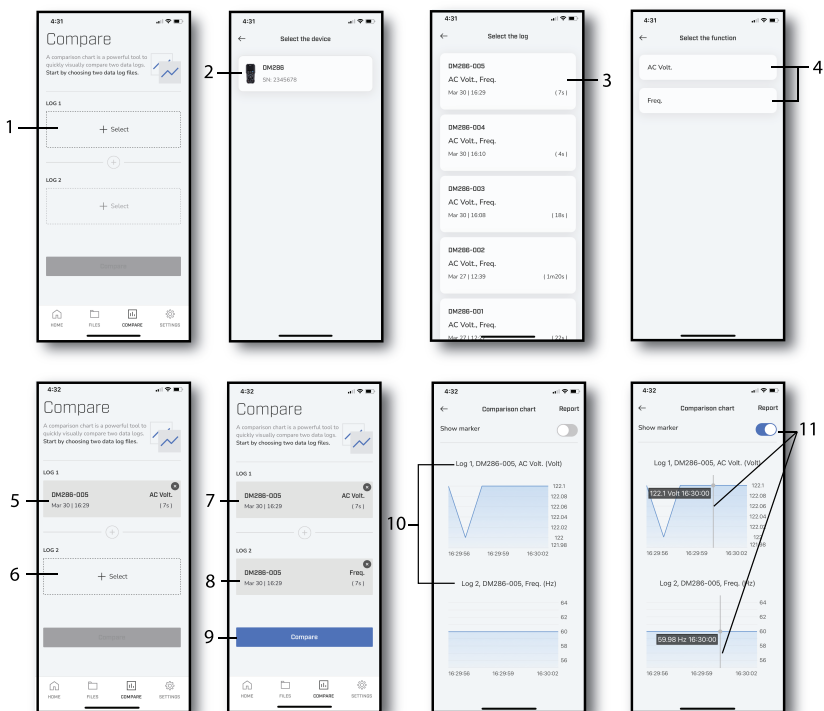 4:31
Compare
A comparison chart is a powerful tool to
quickly visually compare two data logs.
Start by choosing two data log files.
LOG 1
1
+ Select
LOG 2
+ Select
HOME FILES COMPARE SETTINGS
4:31
Select the device
2
DM286
SN: 2345678
4:31
Select the log
DM286-005
AC Volt., Freq.
Mar 30 | 16:29 ( 7s )
3
DM286-004
AC Volt., Freq.
Mar 30 | 16:10 ( 4s )
DM286-003
AC Volt., Freq.
Mar 30 | 16:08 ( 18s )
DM286-002
AC Volt., Freq.
Mar 27 | 12:39 ( 1m20s )
DM286-001
AC Volt., Freq.
4:31
Select the function
AC Volt.
4
Freq.
4:32
Compare
A comparison chart is a powerful tool to
quickly visually compare two data logs.
Start by choosing two data log files.
LOG 1
5
DM286-005 AC Volt.
Mar 30 | 16:29 ( 7s )
LOG 2
6
+ Select
Compare
HOME FILES COMPARE SETTINGS
4:32
Compare
A comparison chart is a powerful tool to
quickly visually compare two data logs.
Start by choosing two data log files.
LOG 1
7
DM286-005 AC Volt.
Mar 30 | 16:29 ( 7s )
LOG 2
8
DM286-005 Freq.
Mar 30 | 16:29 ( 7s )
9
Compare
HOME FILES COMPARE SETTINGS
4:32
Comparison chart Report
Show marker
Log 1, DM286-005, AC Volt. (Volt)
122.1
122.08
122.06
122.04
122.02
122
121.98
16:29:56 16:29:59 16:30:02
10
Log 2, DM286-005, Freq. (Hz)
64
62
60
58
56
16:29:56 16:29:59 16:30:02
4:32
Comparison chart Report
Show marker
11
Log 1, DM286-005, AC Volt. (Volt)
122.1 Volt 16:30:00
122.1
122.08
122.06
122.04
122.02
122
121.98
16:29:56 16:29:59 16:30:02
Log 2, DM286-005, Freq. (Hz)
59.98 Hz 16:30:00
64
62
60
58
56
16:29:56 16:29:59 16:30:02